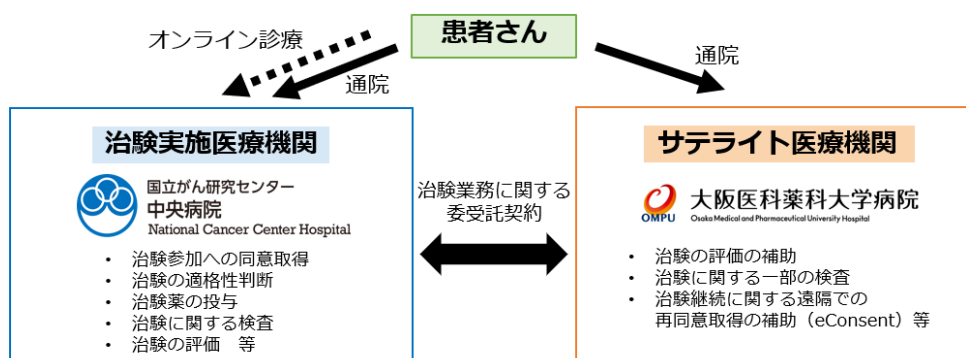 患者さん
オンライン診療
通院
通院
治験実施医療機関
国立がん研究センター
中央病院
National Cancer Center Hospital
• 治験参加への同意取得
• 治験の適格性判断
• 治験薬の投与
• 治験に関する検査
• 治験の評価　等
治験業務に関する
委受託契約
サテライト医療機関
OMPU
大阪医科薬科大学病院
Osaka Medical and Pharmaceutical University Hospital
• 治験の評価の補助
• 治験に関する一部の検査
• 治験継続に関する遠隔での
再同意取得の補助（eConsent）等